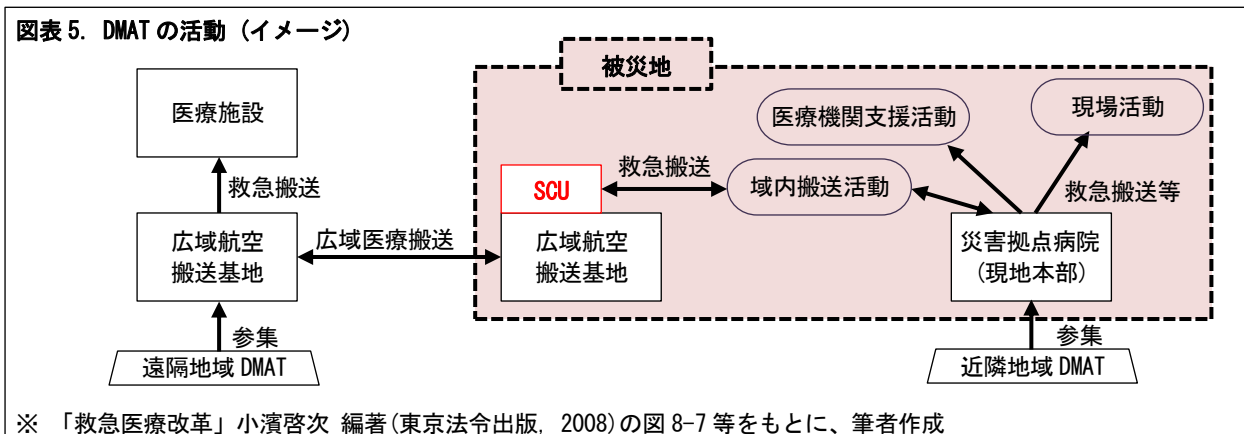 図表 5. DMAT の活動（イメージ）
被災地
医療施設
医療機関支援活動
現場活動
救急搬送
SCU
救急搬送
域内搬送活動
救急搬送等
広域航空
搬送基地
広域医療搬送
広域航空
搬送基地
災害拠点病院
(現地本部)
参集
遠隔地域 DMAT
参集
近隣地域 DMAT
※ 「救急医療改革」小濱啓次 編著(東京法令出版, 2008)の図 8-7 等をもとに、筆者作成